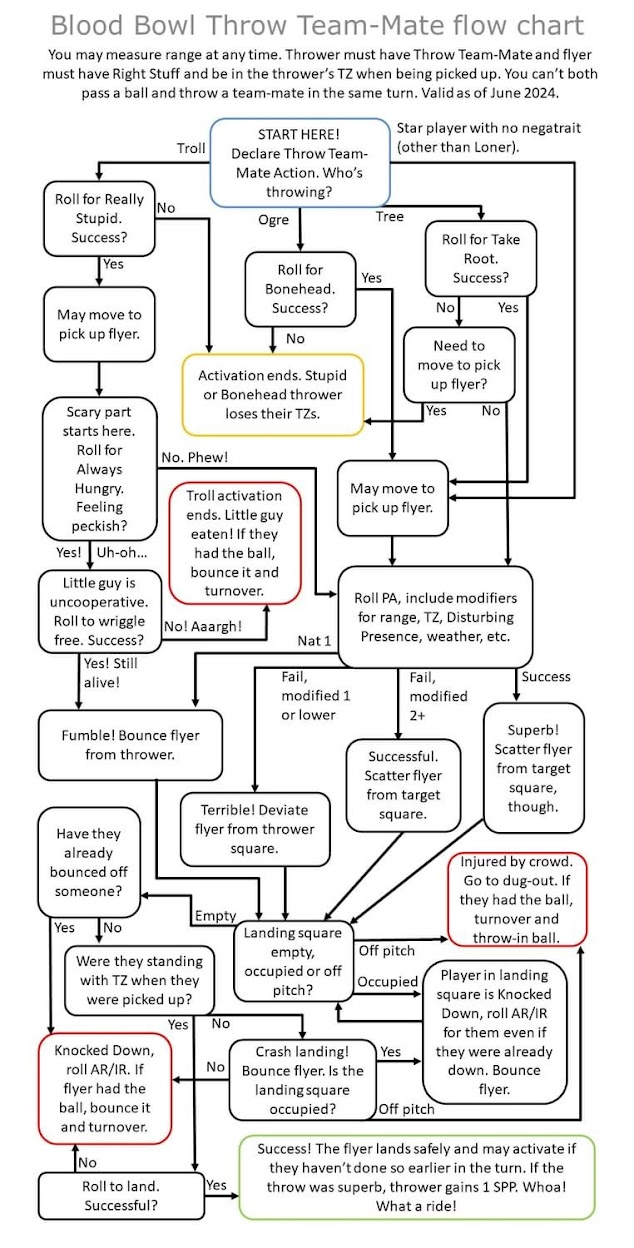 Blood Bowl Throw Team-Mate flow chart
You may measure range at any time. Thrower must have Throw Team-Mate and flyer
must have Right Stuff and be in the thrower's TZ when being picked up. You can't both
pass a ball and throw a team-mate in the same turn. Valid as of June 2024.
START HERE!
Declare Throw Team-
Mate Action. Who's
throwing?
Troll
Star player with no negatrait
(other than Loner).
Ogre
Tree
Roll for Really
Stupid.
Success?
No
Yes
Roll for
Bonehead.
Success?
Yes
No
Roll for Take
Root.
Success?
No
Yes
May move to
pick up flyer.
Need to
move to pick
up flyer?
Yes
No
Activation ends. Stupid
or Bonehead thrower
loses their TZs.
Scary part
starts here.
Roll for
Always
Hungry.
Feeling
peckish?
No. Phew!
Yes!
Uh-oh...
May move to
pick up flyer.
Troll activation
ends. Little guy
eaten! If they
had the ball,
bounce it and
turnover.
Little guy is
uncooperative.
Roll to wriggle
free. Success?
No! Aaargh!
Yes! Still
alive!
Roll PA, include modifiers
for range, TZ, Disturbing
Presence, weather, etc.
Nat 1
Fail,
modified 1
or lower
Fail,
modified
2+
Success
Fumble! Bounce flyer
from thrower.
Terrible! Deviate
flyer from thrower
square.
Successful.
Scatter flyer
from target
square.
Superb!
Scatter flyer
from target
square,
though.
Have they
already
bounced off
someone?
Yes
No
Empty
Landing square
empty,
occupied or off
pitch?
Off pitch
Occupied
Injured by crowd.
Go to dug-out. If
they had the ball,
turnover and
throw-in ball.
Were they standing
with TZ when they
were picked up?
Yes
No
Player in landing
square is Knocked
Down, roll AR/IR
for them even if
they were already
down. Bounce
flyer.
Knocked Down,
roll AR/IR. If
flyer had the
ball, bounce it
and turnover.
No
Crash landing!
Bounce flyer. Is the
landing square
occupied?
Yes
Off pitch
No
Roll to land.
Successful?
Yes
Success! The flyer lands safely and may activate if
they haven't done so earlier in the turn. If the
throw was superb, thrower gains 1 SPP. Whoa!
What a ride!